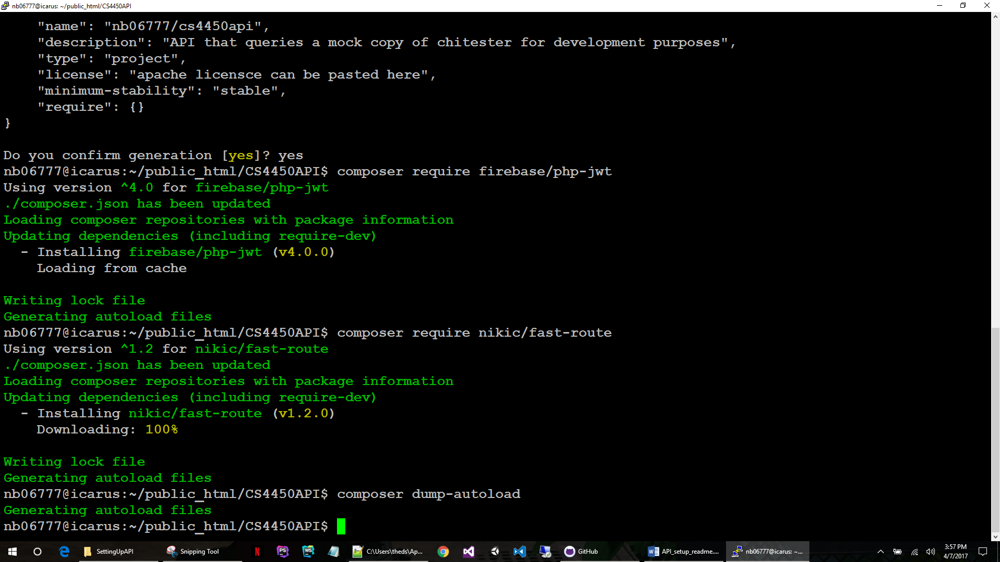 nb06777@icarus: ~/public_html/CS4450API
"name": "nb06777/cs4450api",
"description": "API that queries a mock copy of chitester for development purposes",
"type": "project",
"license": "apache licensce can be pasted here",
"minimum-stability": "stable",
"require": {}
}
Do you confirm generation [yes]? yes
nb06777@icarus:~/public_html/CS4450API$ composer require firebase/php-jwt
Using version ^4.0 for firebase/php-jwt
./composer.json has been updated
Loading composer repositories with package information
Updating dependencies (including require-dev)
- Installing firebase/php-jwt (v4.0.0)
Loading from cache
Writing lock file
Generating autoload files
nb06777@icarus:~/public_html/CS4450API$ composer require nikic/fast-route
Using version ^1.2 for nikic/fast-route
./composer.json has been updated
Loading composer repositories with package information
Updating dependencies (including require-dev)
- Installing nikic/fast-route (v1.2.0)
Downloading: 100%
Writing lock file
Generating autoload files
nb06777@icarus:~/public_html/CS4450API$ composer dump-autoload
Generating autoload files
nb06777@icarus:~/public_html/CS4450API$
SettingUpAPI Snipping Tool N PS WS C:\Users\theds\Ap... GitHub API_setup_readme.... nb06777@icarus: ~... 3:57 PM
4/7/2017